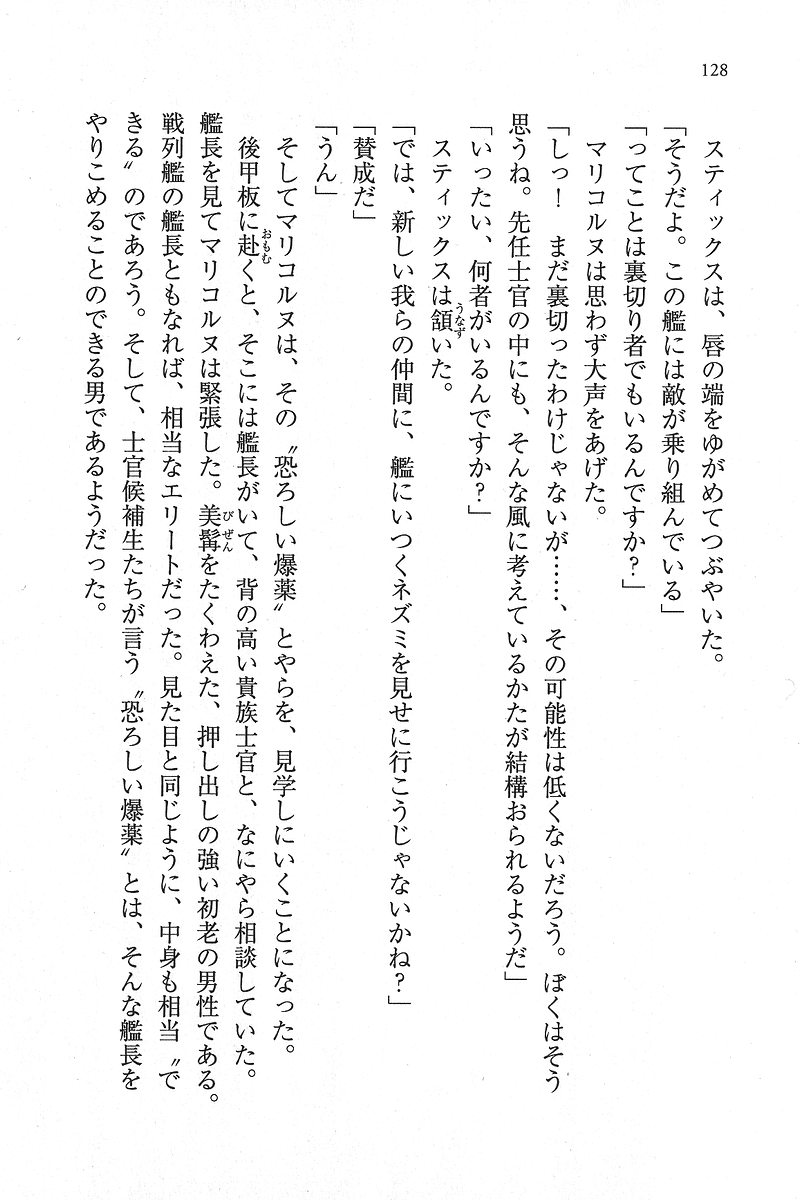 128
　スティックスは、唇の端をゆがめてつぶやいた。
「そうだよ。この艦には敵が乗り組んでいる」
「ってことは裏切り者でもいるんですか？」
　マリコルヌは思わず大声をあげた。
「しっ！　まだ裏切ったわけじゃないが……、その可能性は低くないだろう。ぼくはそう
思うね。先任士官の中にも、そんな風に考えているかたが結構おられるようだ」
「いったい、何者がいるんですか？」
　スティックスは頷いた。
「では、新しい我らの仲間に、艦にいつくネズミを見せに行こうじゃないかね？」
「賛成だ」
「うん」
　そしてマリコルヌは、その〝恐ろしい爆薬〟とやらを、見学しにいくことになった。
　後甲板に赴くと、そこには艦長がいて、背の高い貴族士官と、なにやら相談していた。
艦長を見てマリコルヌは緊張した。美髯をたくわえた、押し出しの強い初老の男性である。
戦列艦の艦長ともなれば、相当なエリートだった。見た目と同じように、中身も相当〝で
きる〟のであろう。そして、士官候補生たちが言う〝恐ろしい爆薬〟とは、そんな艦長を
やりこめることのできる男であるようだった。